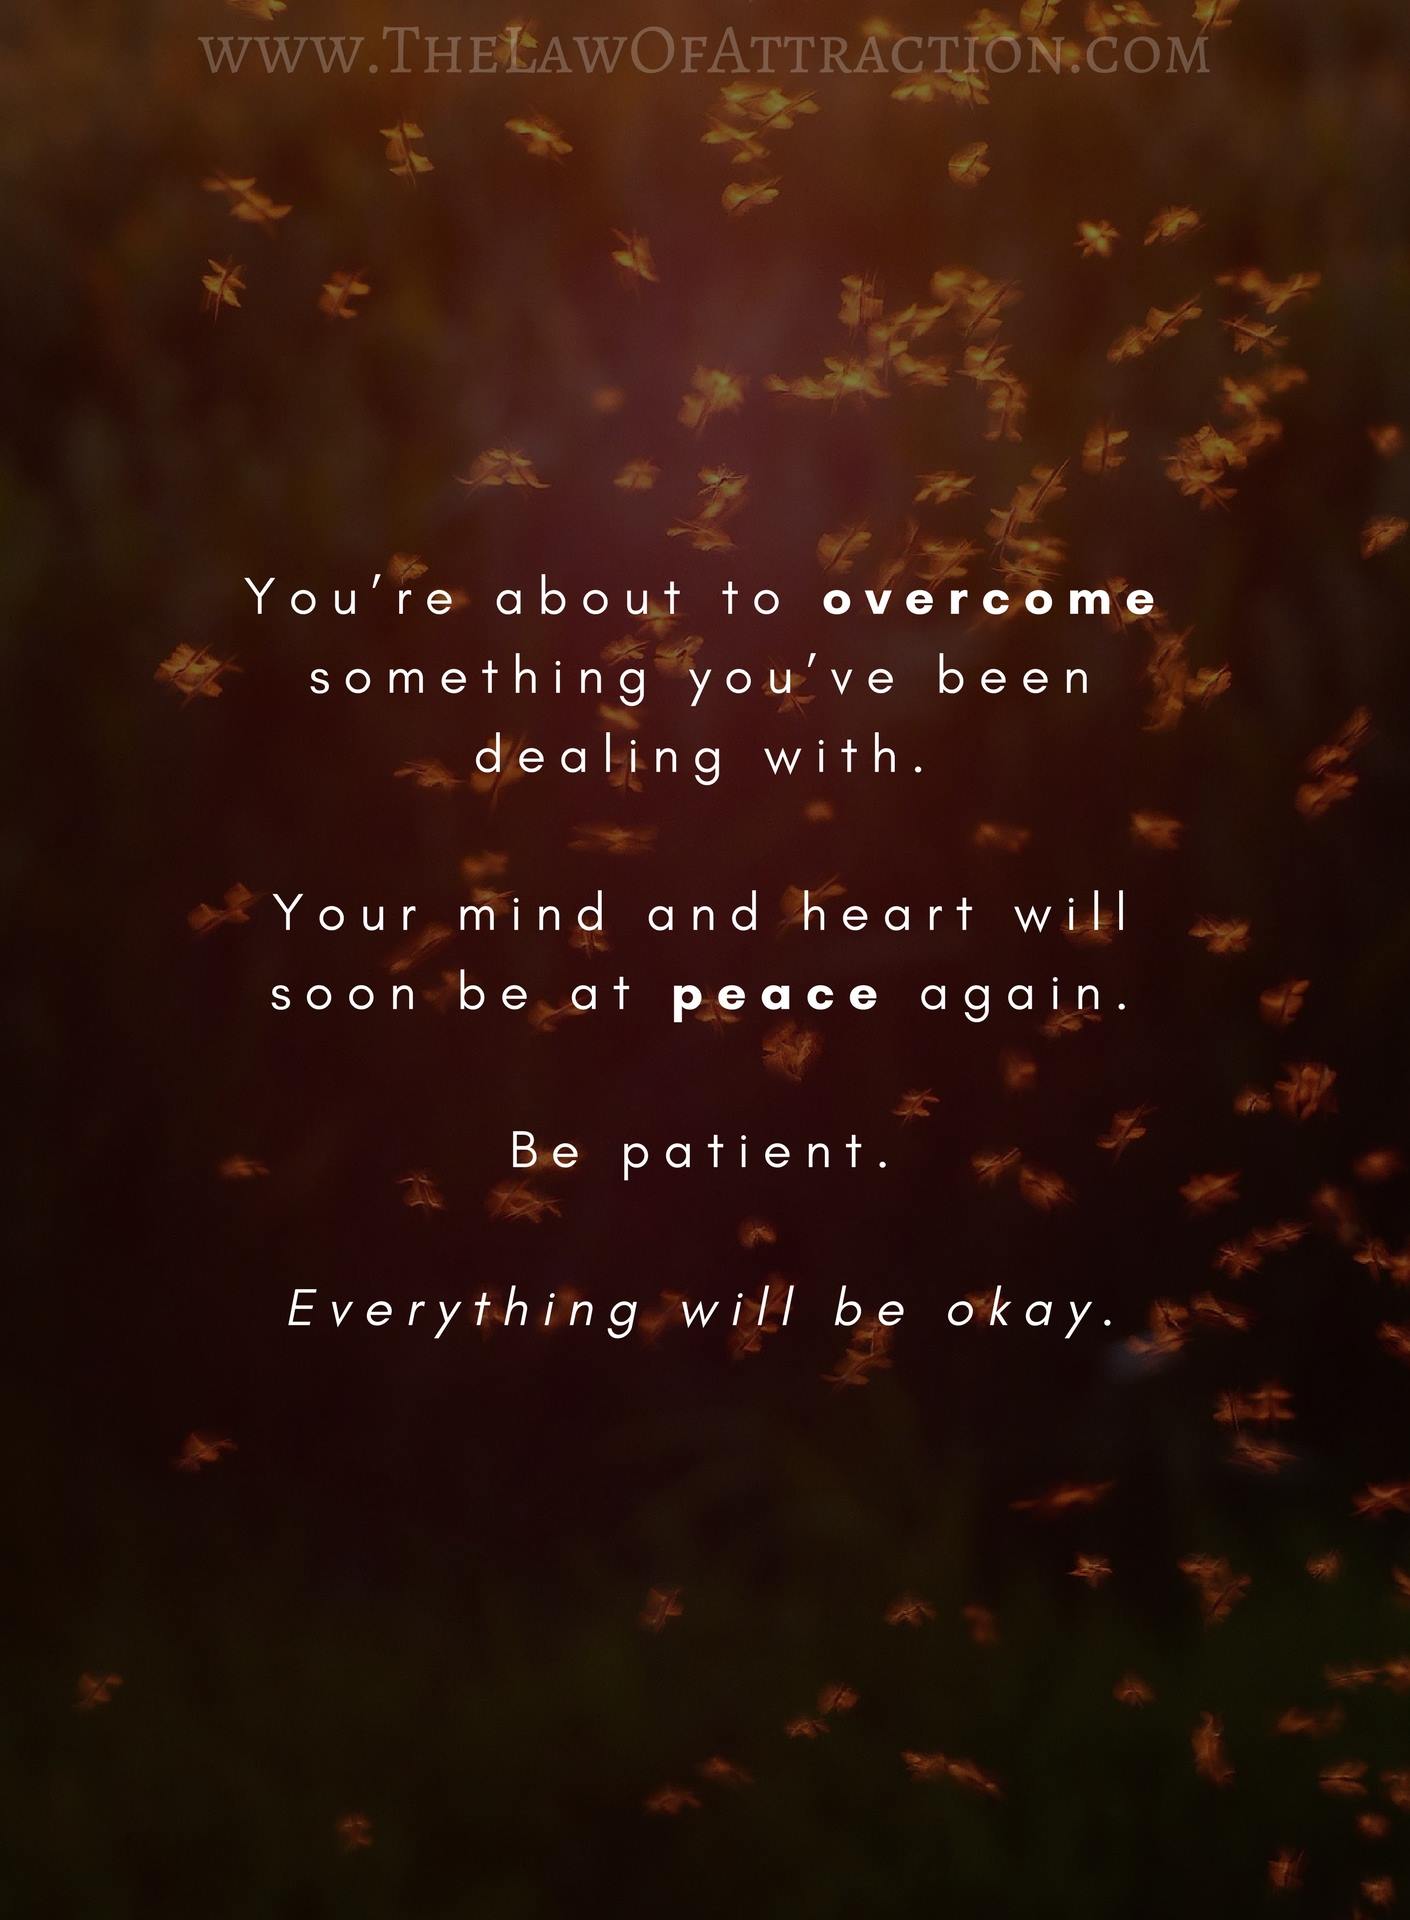 www.TheLawOfAttraction.com
You’re about to overcome
something you’ve been
dealing with.
Your mind and heart will
soon be at peace again.
Be patient.
Everything will be okay.